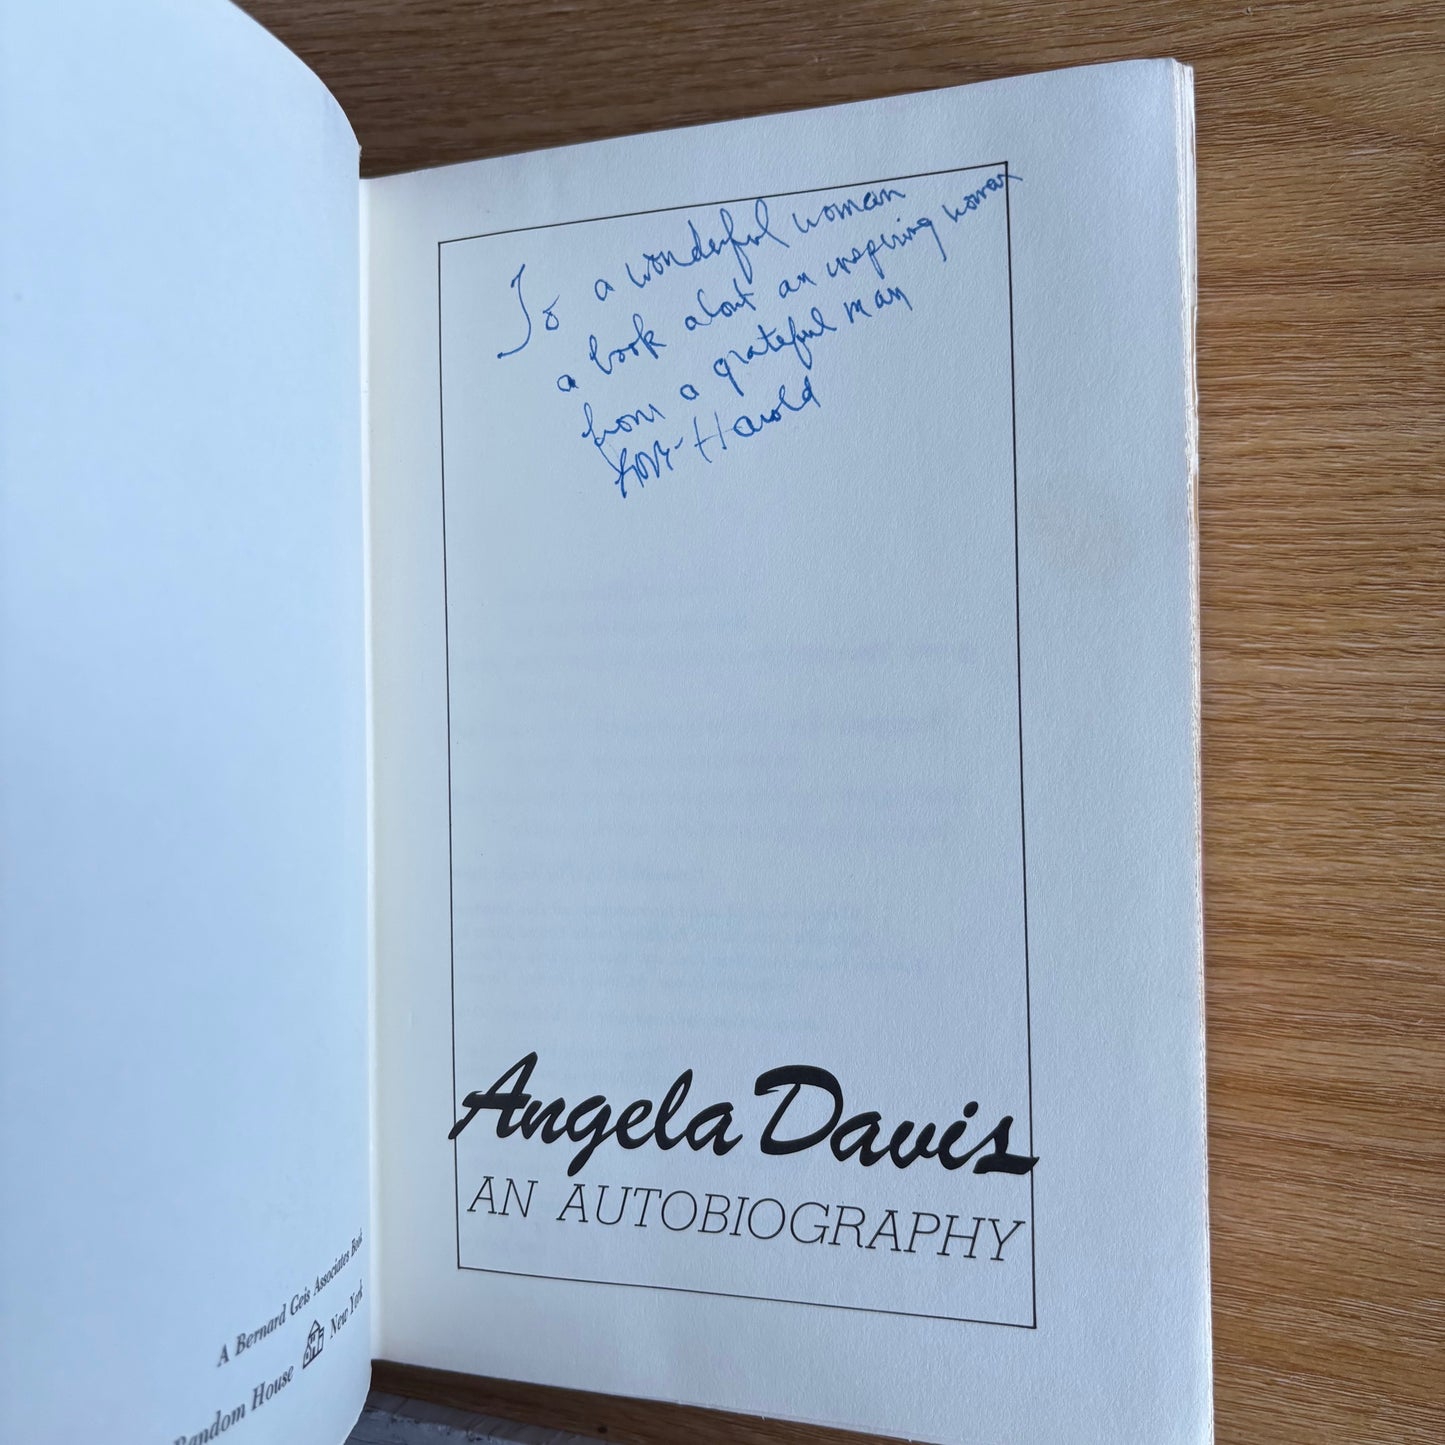 To a wonderful woman
a book about an inspiring woman
from a grateful man
Love- Harold
Angela Davis
AN AUTOBIOGRAPHY
A Bernard Geis Associates Book
Random House New York